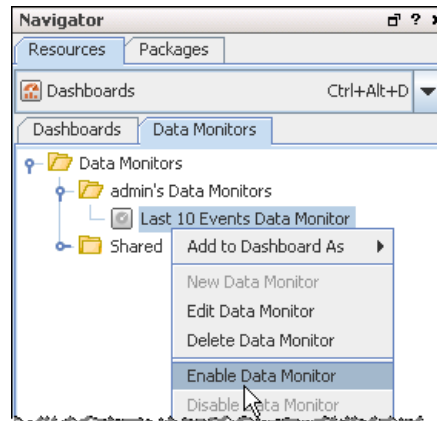 Navigator
Resources Packages
Dashboards Ctrl+Alt+D
Dashboards Data Monitors
Data Monitors
admin's Data Monitors
Last 10 Events Data Monitor
Shared
Add to Dashboard As
New Data Monitor
Edit Data Monitor
Delete Data Monitor
Enable Data Monitor
Disable Data Monitor